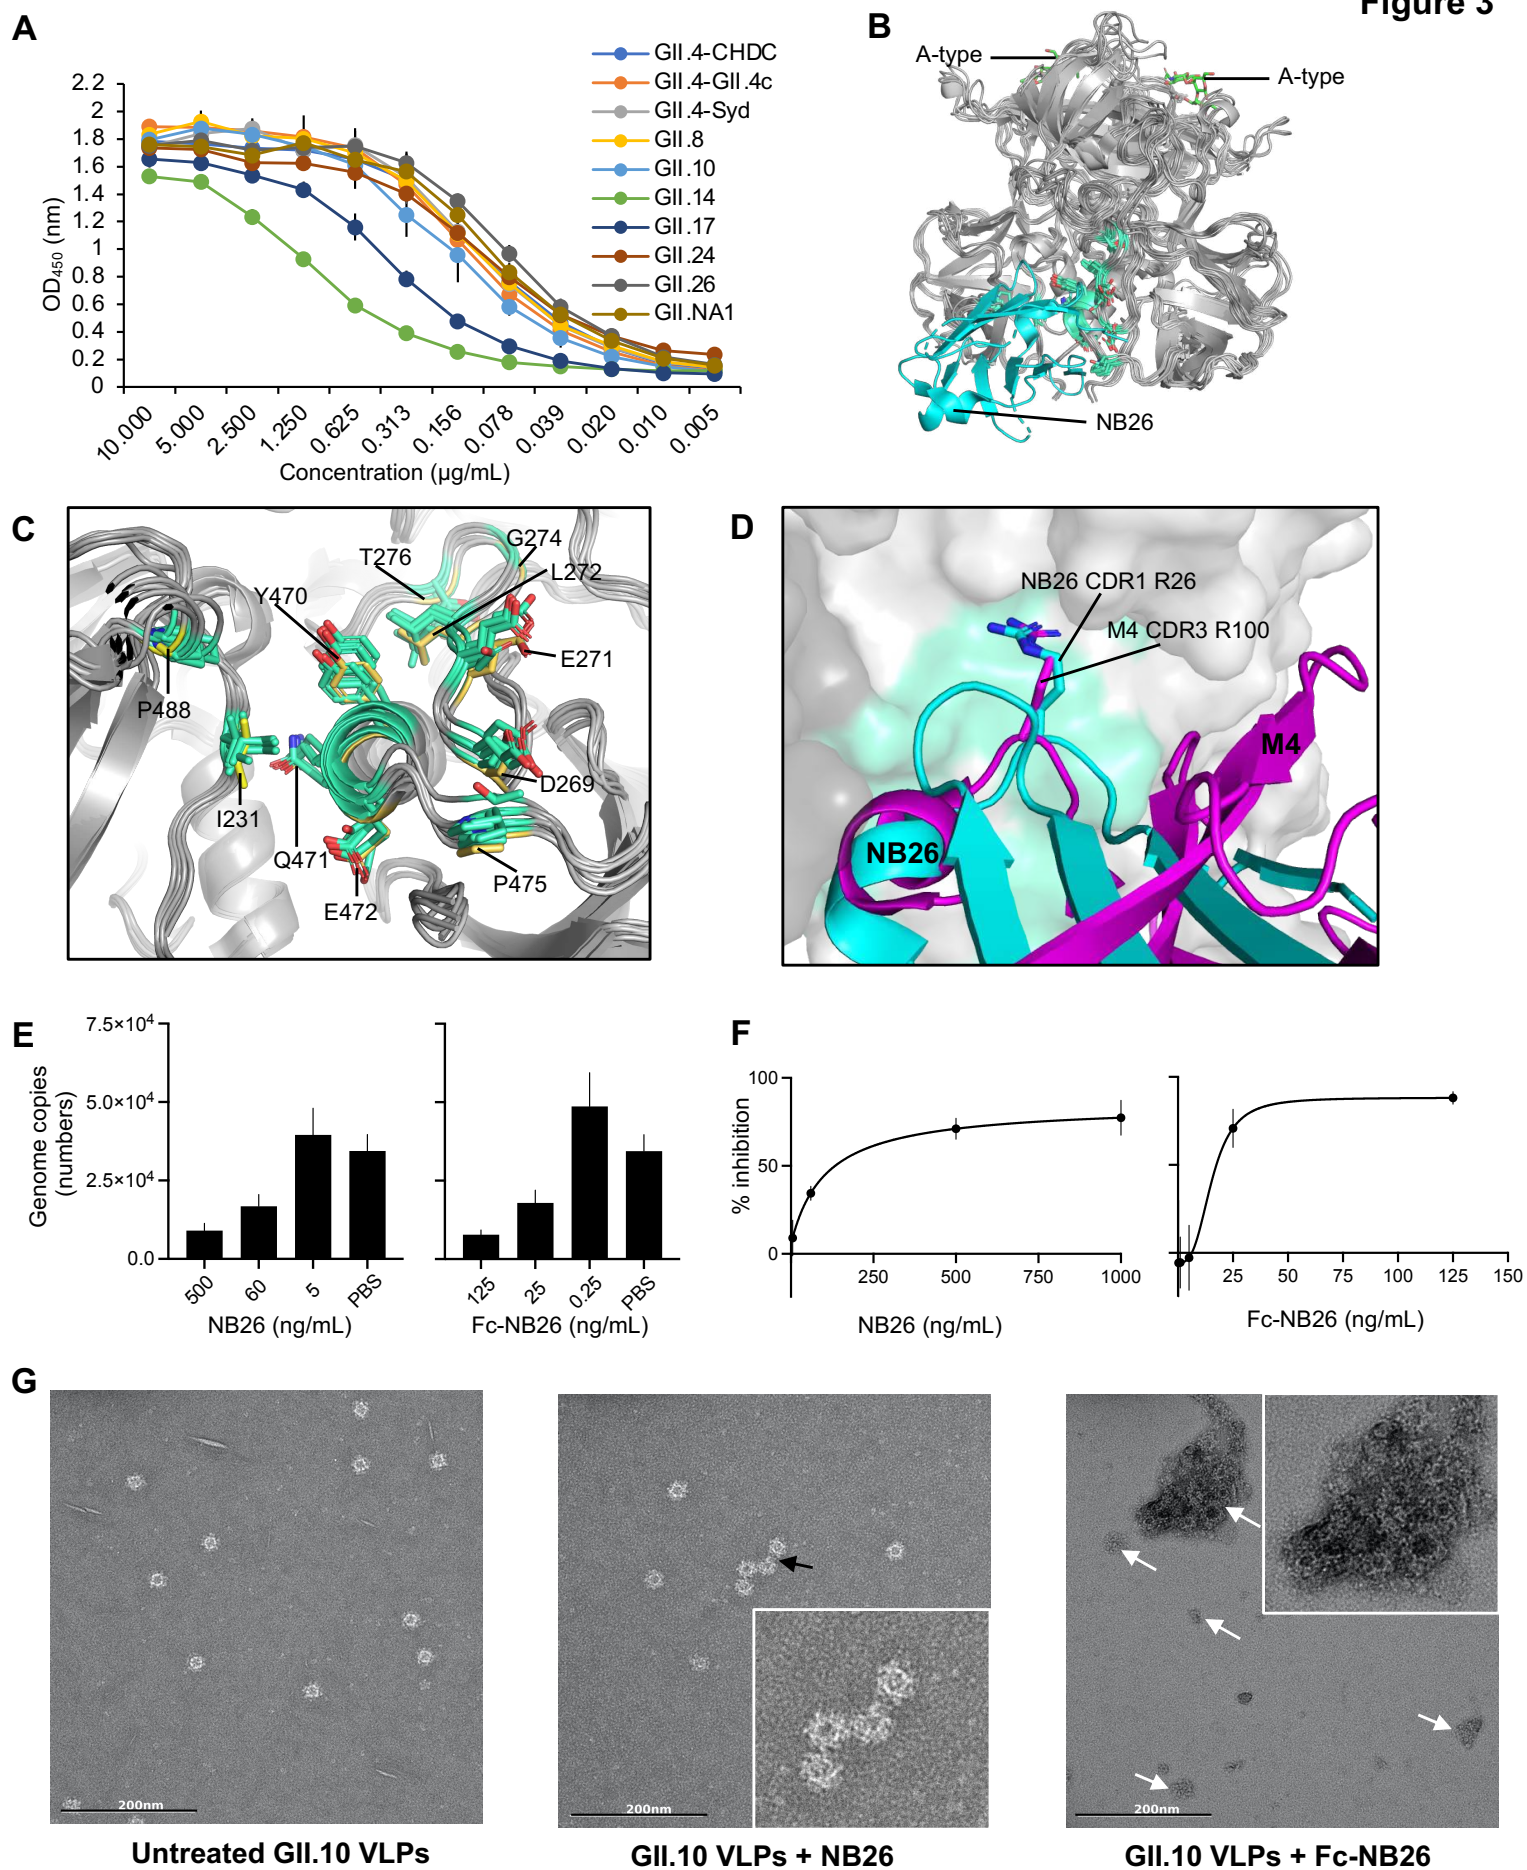 Figure 3
A
GII.4-CHDC
GII.4-GII.4c
GII.4-Syd
GII.8
GII.10
GII.14
GII.17
GII.24
GII.26
GII.NA1
OD450 (nm)
2.2
2
1.8
1.6
1.4
1.2
1
0.8
0.6
0.4
0.2
0
10.000
5.000
2.500
1.250
0.625
0.313
0.156
0.078
0.039
0.020
0.010
0.005
Concentration (µg/mL)
B
A-type
A-type
NB26
C
G274
T276
L272
Y470
E271
P488
D269
I231
Q471
P475
E472
D
NB26 CDR1 R26
M4 CDR3 R100
M4
NB26
E
Genome copies
(numbers)
7.5×10⁴
5.0×10⁴
2.5×10⁴
0.0
500
60
5
PBS
NB26 (ng/mL)
125
25
0.25
PBS
Fc-NB26 (ng/mL)
F
% inhibition
100
50
0
250
500
750
1000
NB26 (ng/mL)
25
50
75
100
125
150
Fc-NB26 (ng/mL)
G
200nm
200nm
200nm
Untreated GII.10 VLPs
GII.10 VLPs + NB26
GII.10 VLPs + Fc-NB26